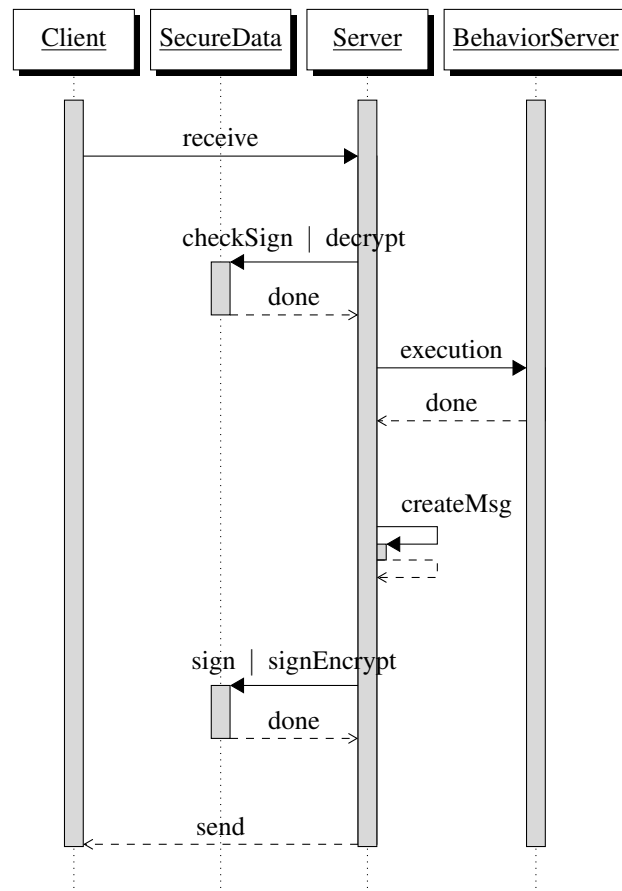 Client SecureData Server BehaviorServer
receive
checkSign | decrypt
done
execution
done
createMsg
sign | signEncrypt
done
send